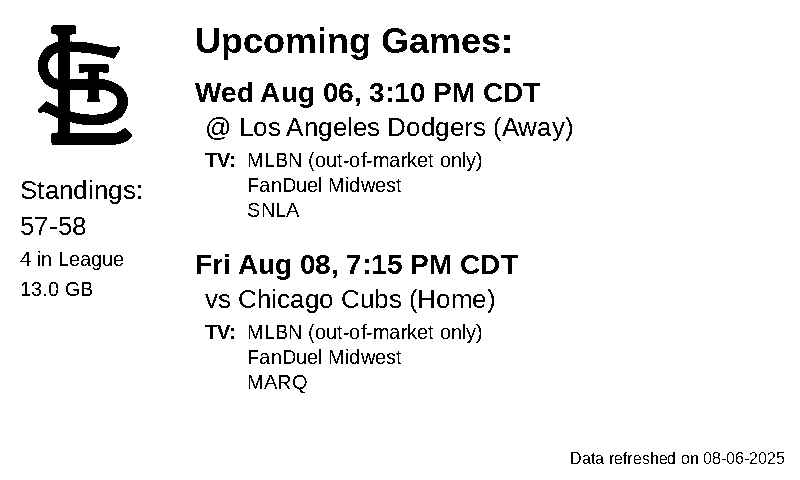 STL
Standings:
57-58
4 in League
13.0 GB
Upcoming Games:
Wed Aug 06, 3:10 PM CDT
@ Los Angeles Dodgers (Away)
TV: MLBN (out-of-market only)
FanDuel Midwest
SNLA
Fri Aug 08, 7:15 PM CDT
vs Chicago Cubs (Home)
TV: MLBN (out-of-market only)
FanDuel Midwest
MARQ
Data refreshed on 08-06-2025